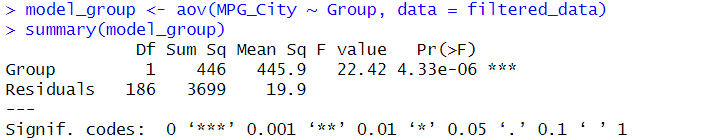 > model_group <- aov(MPG_City ~ Group, data = filtered_data)
> summary(model_group)
             Df Sum Sq Mean Sq F value   Pr(>F)
Group         1    446   445.9   22.42 4.33e-06 ***
Residuals   186   3699    19.9
---
Signif. codes:  0 ‘***’ 0.001 ‘**’ 0.01 ‘*’ 0.05 ‘.’ 0.1 ‘ ’ 1